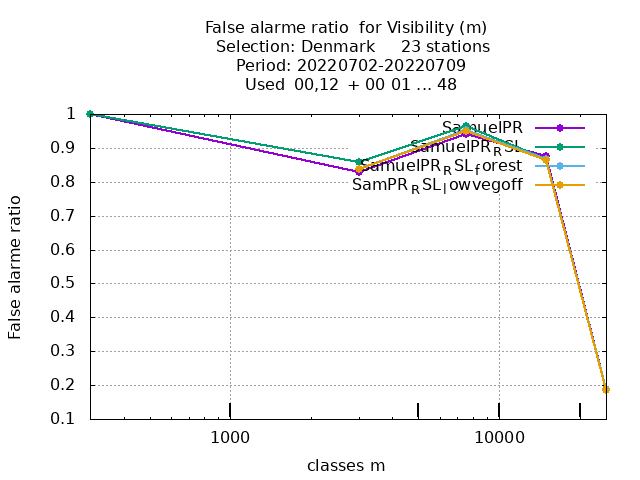 False alarme ratio for Visibility (m)
Selection: Denmark 23 stations
Period: 20220702-20220709
Used 00,12 + 00 01 ... 48
1
0.9
0.8
0.7
0.6
0.5
0.4
0.3
0.2
0.1
False alarme ratio
SamuelPR
SamuelPR_RSL
SamuelPR_RSL_forest
SamPR_RSL_lowvegoff
1000
10000
classes m